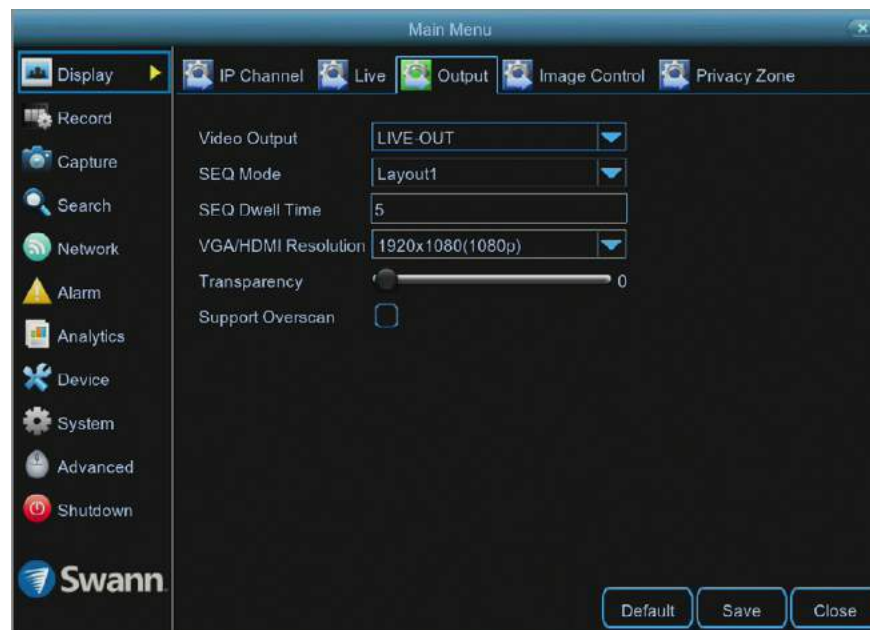 Main Menu
Display
Record
Capture
Search
Network
Alarm
Analytics
Device
System
Advanced
Shutdown
Swann
IP Channel Live Output Image Control Privacy Zone
Video Output LIVE-OUT
SEQ Mode Layout1
SEQ Dwell Time 5
VGA/HDMI Resolution 1920x1080(1080p)
Transparency 0
Support Overscan
Default Save Close